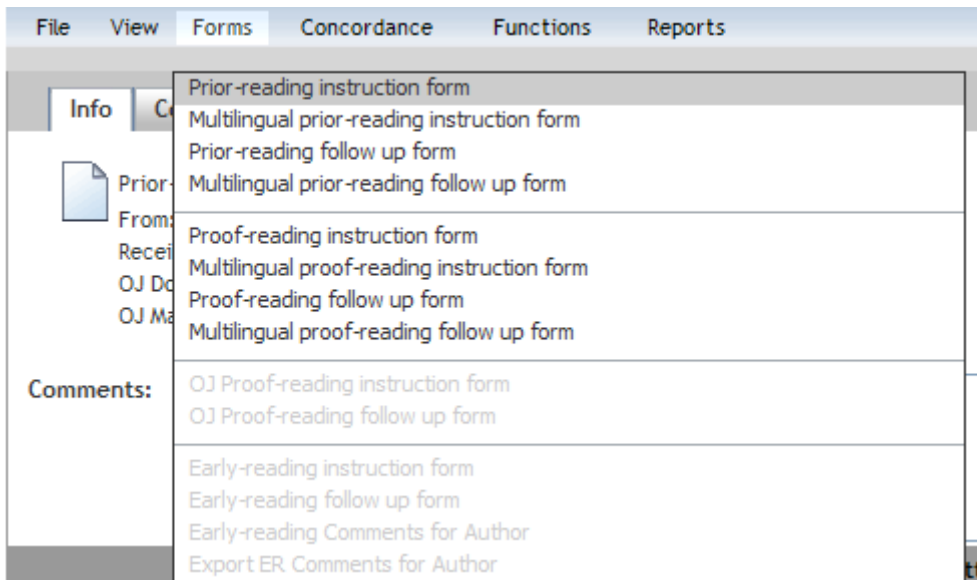 File View Forms Concordance Functions Reports
Info
Prior-reading instruction form
Multilingual prior-reading instruction form
Prior-reading follow up form
Multilingual prior-reading follow up form
Prior-
From:
Recei
OJ Do
OJ Ma
Proof-reading instruction form
Multilingual proof-reading instruction form
Proof-reading follow up form
Multilingual proof-reading follow up form
Comments:
OJ Proof-reading instruction form
OJ Proof-reading follow up form
Early-reading instruction form
Early-reading follow up form
Early-reading Comments for Author
Export ER Comments for Author